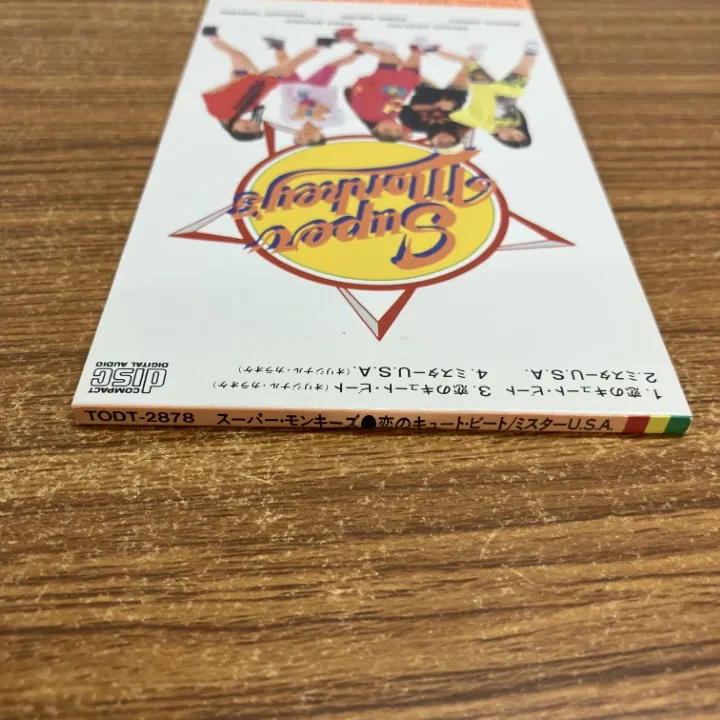 Super
Monkey's
1. 恋のキュート・ビート 3. 恋のキュート・ビート (オリジナル・カラオケ)
2. ミスターU.S.A. 4. ミスターU.S.A. (オリジナル・カラオケ)
COMPACT
disc
DIGITAL AUDIO
TODT-2878 スーパー・モンキーズ●恋のキュート・ビート/ミスターU.S.A.